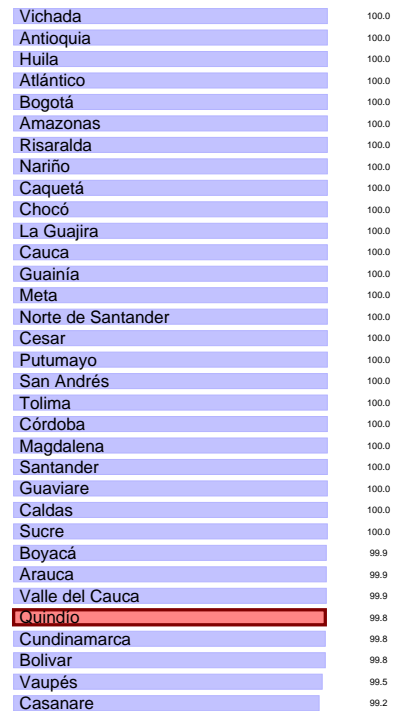 Vichada 100.0
Antioquia 100.0
Huila 100.0
Atlántico 100.0
Bogotá 100.0
Amazonas 100.0
Risaralda 100.0
Nariño 100.0
Caquetá 100.0
Chocó 100.0
La Guajira 100.0
Cauca 100.0
Guainía 100.0
Meta 100.0
Norte de Santander 100.0
Cesar 100.0
Putumayo 100.0
San Andrés 100.0
Tolima 100.0
Córdoba 100.0
Magdalena 100.0
Santander 100.0
Guaviare 100.0
Caldas 100.0
Sucre 100.0
Boyacá 99.9
Arauca 99.9
Valle del Cauca 99.9
Quindío 99.8
Cundinamarca 99.8
Bolivar 99.8
Vaupés 99.5
Casanare 99.2